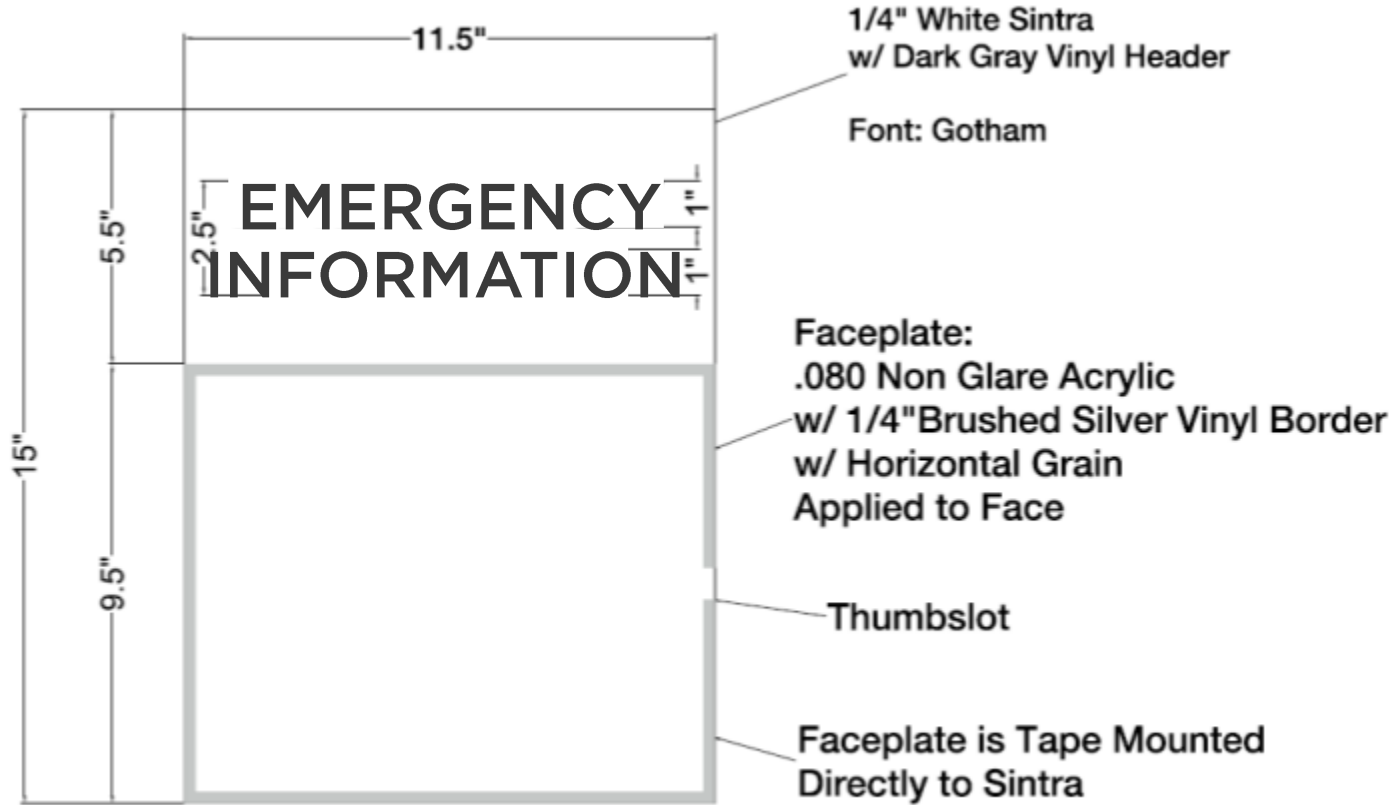 11.5"
1/4" White Sintra
w/ Dark Gray Vinyl Header
Font: Gotham
EMERGENCY
INFORMATION
1"
1"
2.5"
5.5"
15"
9.5"
Faceplate:
.080 Non Glare Acrylic
w/ 1/4"Brushed Silver Vinyl Border
w/ Horizontal Grain
Applied to Face
Thumbslot
Faceplate is Tape Mounted
Directly to Sintra